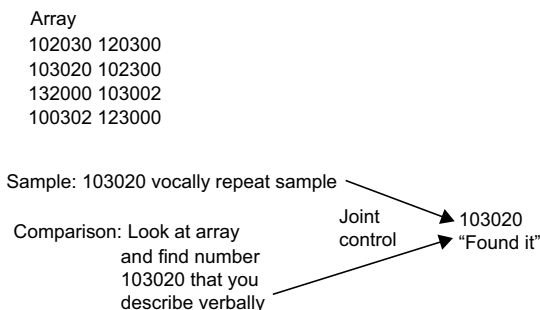 Array
102030 120300
103020 102300
132000 103002
100302 123000
Sample: 103020 vocally repeat sample
Joint
control
103020
“Found it”
Comparison: Look at array
and find number
103020 that you
describe verbally